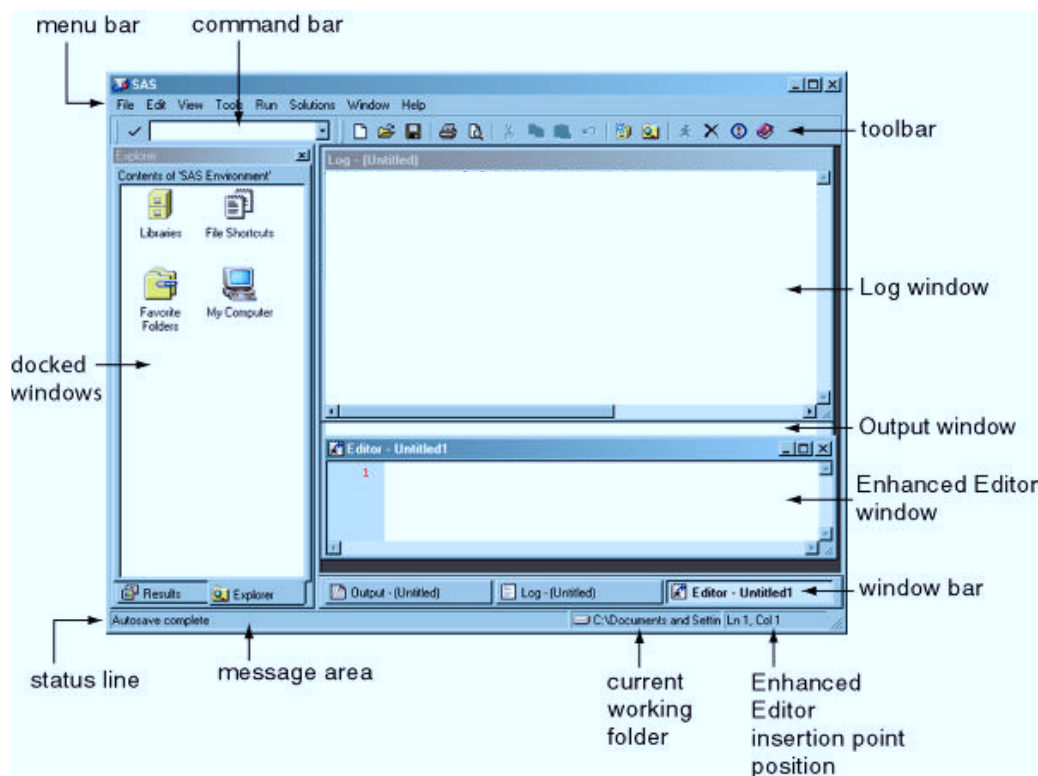 menu bar
command bar
SAS
File Edit View Tools Run Solutions Window Help
toolbar
Explorer
Log - (Untitled)
Contents of 'SAS Environment'
Libraries
File Shortcuts
Favorite
Folders
My Computer
Log window
docked
windows
Output window
Editor - Untitled1
1
Enhanced Editor
window
Results
Explorer
Output - (Untitled)
Log - (Untitled)
Editor - Untitled1
window bar
Autosave complete
C:\Documents and Settin
Ln 1, Col 1
status line
message area
current
working
folder
Enhanced
Editor
insertion point
position